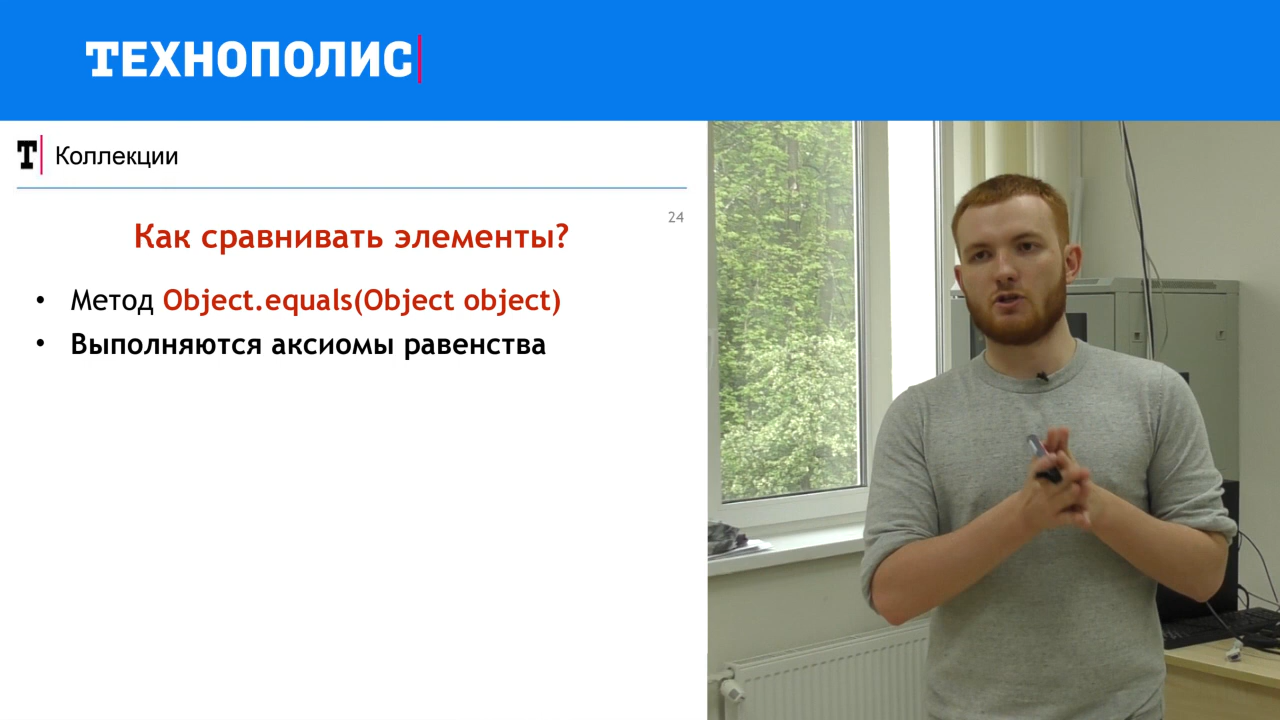 ТЕХНОПОЛИС
Т Коллекции
24
Как сравнивать элементы?
• Метод Object.equals(Object object)
• Выполняются аксиомы равенства